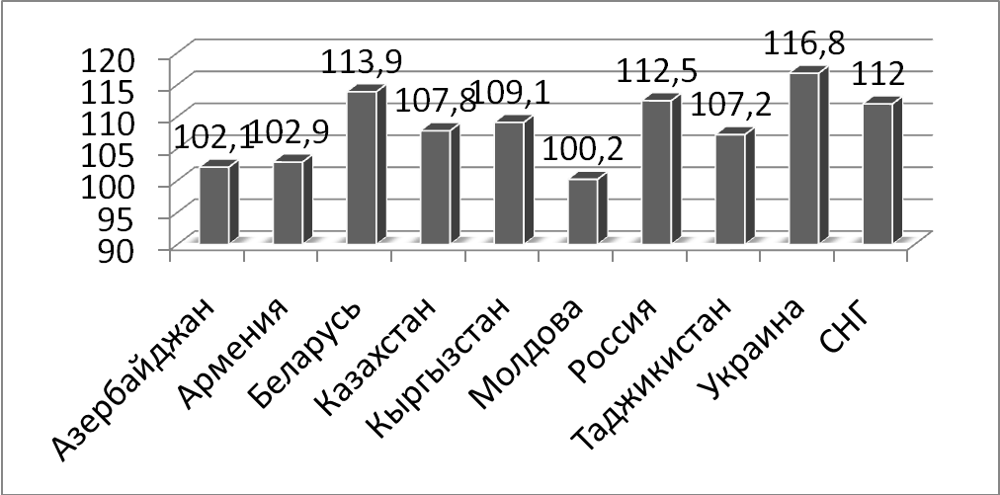 120
115
110
105
100
95
90
102,1
102,9
113,9
107,8
109,1
100,2
112,5
107,2
116,8
112
Азербайджан
Армения
Беларусь
Казахстан
Кыргызстан
Молдова
Россия
Таджикистан
Украина
СНГ